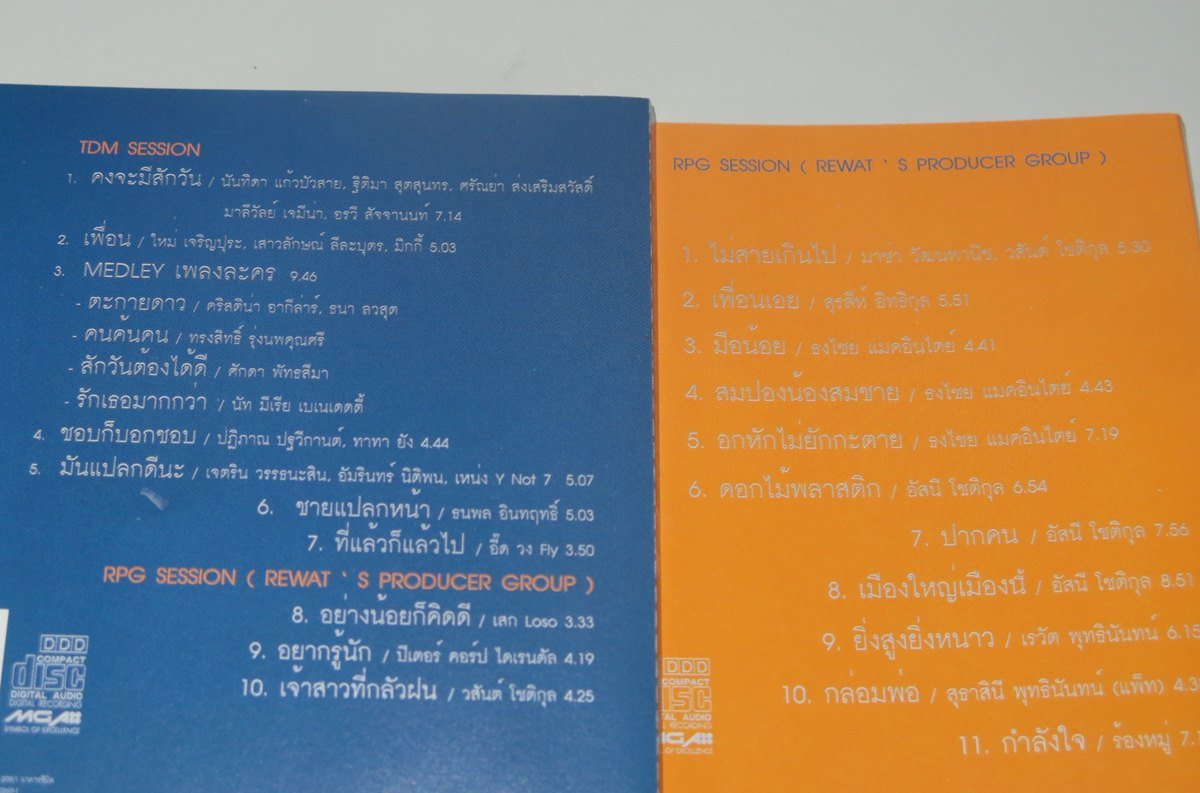 TDM SESSION
1. คงจะมีสักวัน / นันทิดา แก้วบัวสาย, ฐิติมา สุตสุนทร, ศรัณย่า ส่งเสริมสวัสดิ์
มาลีวัลย์ เจมีน่า, อรวี สัจจานนท์ 7.14
2. เพื่อน / ใหม่ เจริญปุระ, เสาวลักษณ์ ลีละบุตร, มิกกี้ 5.03
3. MEDLEY เพลงละคร 9.46
- ตะกายดาว / คริสติน่า อากีล่าร์, ธนา ลวสุต
- คนค้นคน / ทรงสิทธิ์ รุ่งนพคุณศรี
- สักวันต้องได้ดี / ศักดา พัทธสีมา
- รักเธอมากกว่า / นัท มีเรีย เบเนเดดตี้
4. ชอบก็บอกชอบ / ปฏิภาณ ปฐวีกานต์, ทาทา ยัง 4.44
5. มันแปลกดีนะ / เจตริน วรรธนะสิน, อัมรินทร์ นิติพน, เหน่ง Y Not 7 5.07
6. ชายแปลกหน้า / ธนพล อินทฤทธิ์ 5.03
7. ที่แล้วก็แล้วไป / อี๊ด วง Fly 3.50
RPG SESSION ( REWAT ` S PRODUCER GROUP )
8. อย่างน้อยก็คิดดี / เสก Loso 3.33
9. อยากรู้นัก / ปีเตอร์ คอร์ป ไดเรนดัล 4.19
10. เจ้าสาวที่กลัวฝน / วสันต์ โชติกุล 4.25
DDD
COMPACT
disc
DIGITAL AUDIO
DIGITAL RECORDING
MGA
SYMBOL OF EXCELLENCE
RPG SESSION ( REWAT ` S PRODUCER GROUP )
1. ไม่สายเกินไป / มาช่า วัฒนพานิช, วสันต์ โชติกุล 5.30
2. เพื่อนเอย / สุรสีห์ อิทธิกุล 5.51
3. มือน้อย / ธงไชย แมคอินไตย์ 4.41
4. สมปองน้องสมชาย / ธงไชย แมคอินไตย์ 4.43
5. อกหักไม่ยักกะตาย / ธงไชย แมคอินไตย์ 7.19
6. ดอกไม้พลาสติก / อัสนี โชติกุล 6.54
7. ปากคน / อัสนี โชติกุล 7.56
8. เมืองใหญ่เมืองนี้ / อัสนี โชติกุล 8.51
9. ยิ่งสูงยิ่งหนาว / เรวัต พุทธินันทน์ 6.15
10. กล่อมพ่อ / สุธาสินี พุทธินันทน์ (แพ็ท) 4.3
11. กำลังใจ / ร้องหมู่ 7.1
DDD
COMPACT
SC
AL AUDIO
RECORDING
GA
OF EXCELLENCE